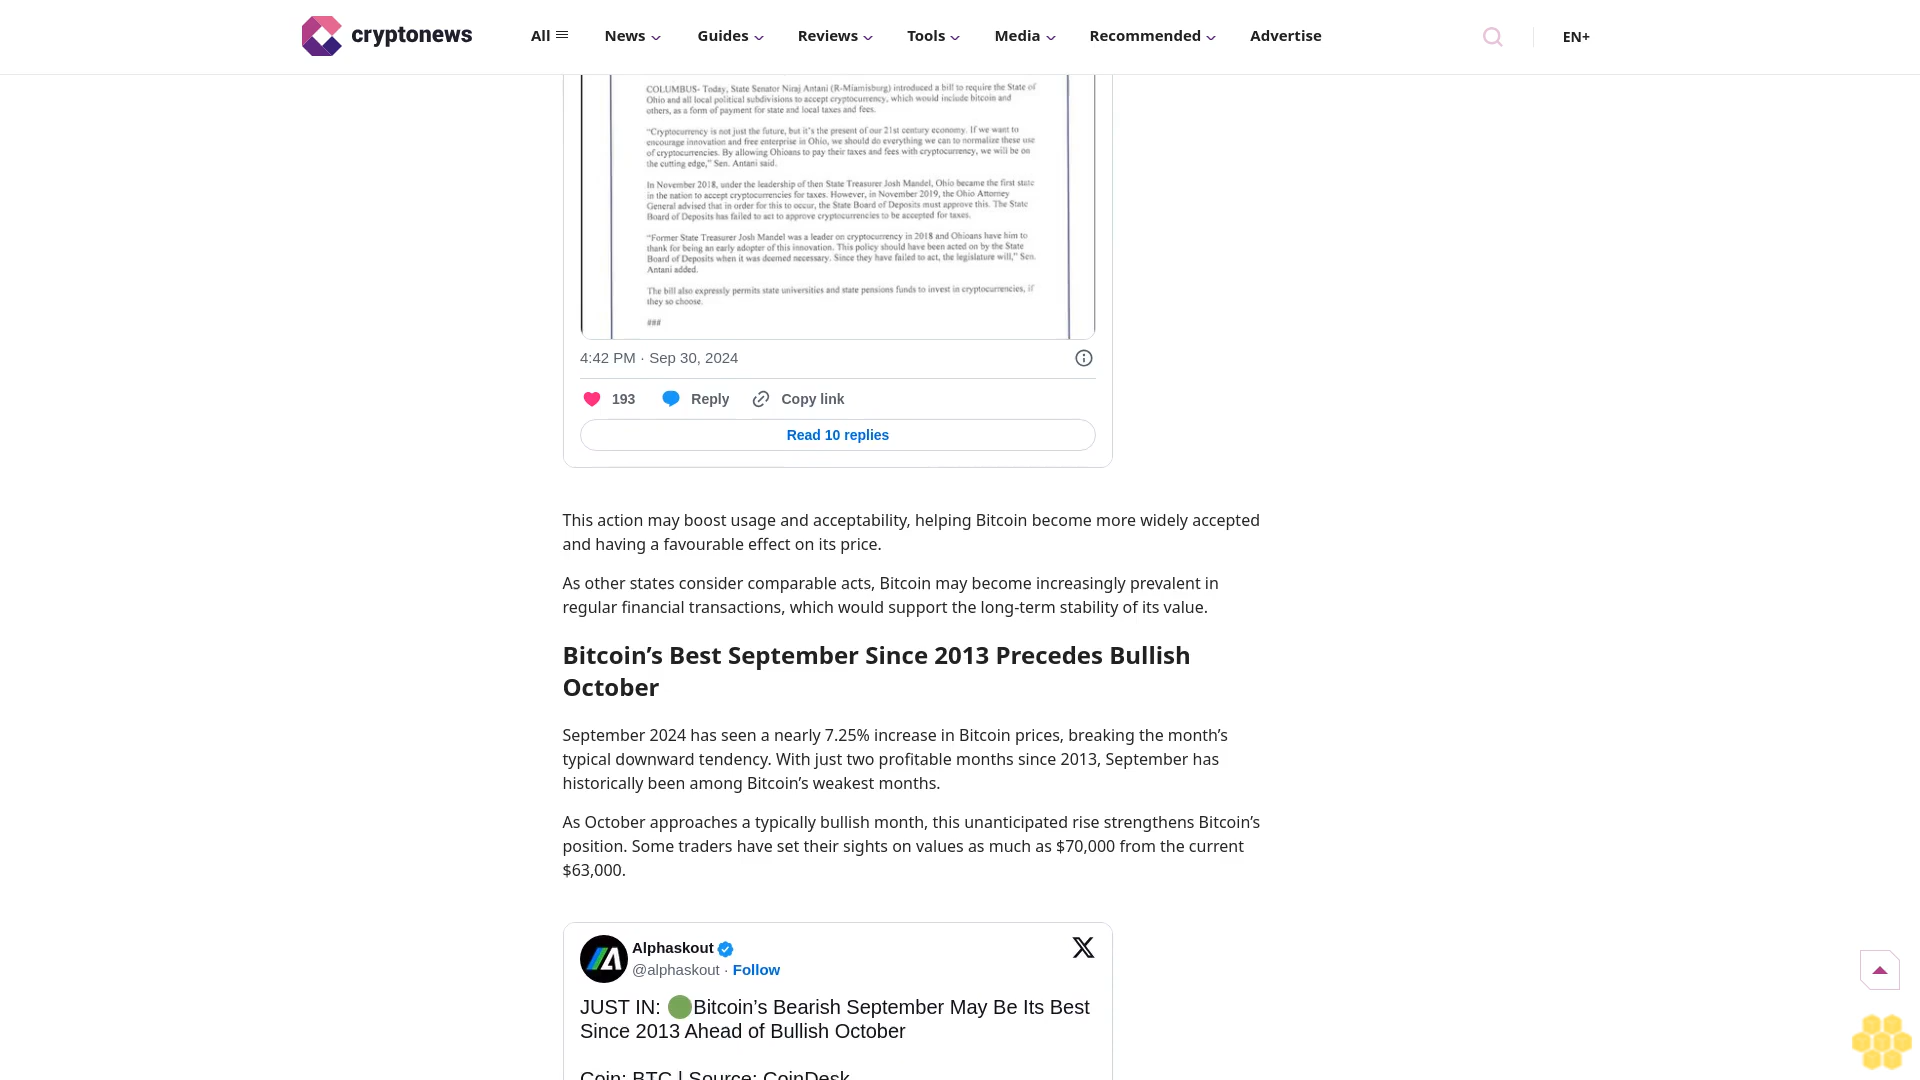 cryptonews
All
News
Guides
Reviews
Tools
Media
Recommended
Advertise
EN+
COLUMBUS- Today, State Senator Niraj Antani (R-Miamisburg) introduced a bill to require the State of
Ohio and all local political subdivisions to accept cryptocurrency, which would include bitcoin and
others, as a form of payment for state and local taxes and fees.
“Cryptocurrency is not just the future, but it’s the present of our 21st century economy. If we want to
encourage innovation and free enterprise in Ohio, we should do everything we can to normalize these use
of cryptocurrencies. By allowing Ohioans to pay their taxes and fees with cryptocurrency, we will be on
the cutting edge,” Sen. Antani said.
In November 2018, under the leadership of then State Treasurer Josh Mandel, Ohio became the first state
in the nation to accept cryptocurrencies for taxes. However, in November 2019, the Ohio Attorney
General advised that in order for this to occur, the State Board of Deposits must approve this. The State
Board of Deposits has failed to act to approve cryptocurrencies to be accepted for taxes.
“Former State Treasurer Josh Mandel was a leader on cryptocurrency in 2018 and Ohioans have him to
thank for being an early adopter of this innovation. This policy should have been acted on by the State
Board of Deposits when it was deemed necessary. Since they have failed to act, the legislature will,” Sen.
Antani added.
The bill also expressly permits state universities and state pensions funds to invest in cryptocurrencies, if
they so choose.
###
4:42 PM · Sep 30, 2024
193
Reply
Copy link
Read 10 replies
This action may boost usage and acceptability, helping Bitcoin become more widely accepted
and having a favourable effect on its price.
As other states consider comparable acts, Bitcoin may become increasingly prevalent in
regular financial transactions, which would support the long-term stability of its value.
Bitcoin’s Best September Since 2013 Precedes Bullish
October
September 2024 has seen a nearly 7.25% increase in Bitcoin prices, breaking the month’s
typical downward tendency. With just two profitable months since 2013, September has
historically been among Bitcoin’s weakest months.
As October approaches a typically bullish month, this unanticipated rise strengthens Bitcoin’s
position. Some traders have set their sights on values as much as $70,000 from the current
$63,000.
Alphaskout
@alphaskout · Follow
JUST IN: 🟢Bitcoin’s Bearish September May Be Its Best
Since 2013 Ahead of Bullish October
Coin: BTC | Source: CoinDesk